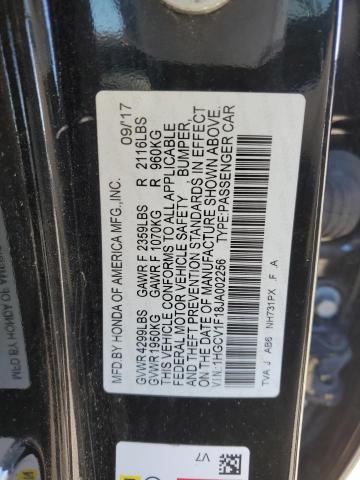 MFD BY HONDA OF AMERICA MFG.,INC. 09/17
GVWR 4299LBS GAWR F 2359LBS R 2116LBS
GVWR 1950KG GAWR F 1070KG R 960KG
THIS VEHICLE CONFORMS TO ALL APPLICABLE
FEDERAL MOTOR VEHICLE SAFETY BUMPER,
AND THEFT PREVENTION STANDARDS IN EFFECT
ON THE DATE OF MANUFACTURE SHOWN ABOVE.
V.I.N:1HGCV1F18JA002256 TYPE:PASSENGER CAR
TVA J AB6 NH731PX F A
V7